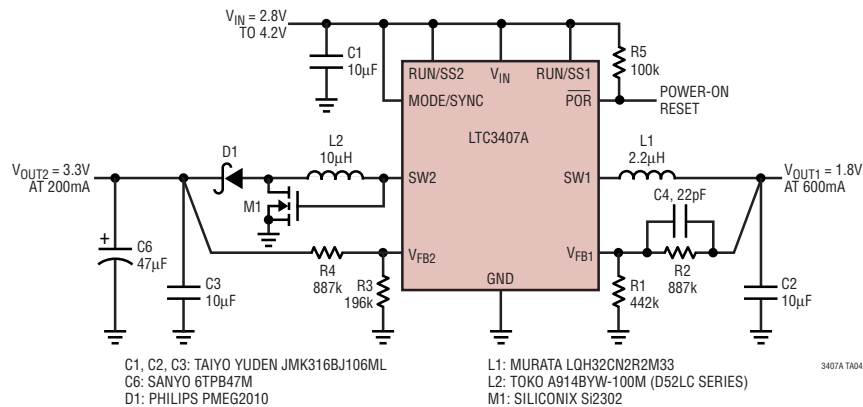 V_IN = 2.8V
TO 4.2V
C1
10µF
RUN/SS2
V_IN
RUN/SS1
R5
100k
MODE/SYNC
POR
POWER-ON
RESET
LTC3407A
V_OUT2 = 3.3V
AT 200mA
D1
L2
10µH
M1
SW2
SW1
L1
2.2µH
C4, 22pF
V_OUT1 = 1.8V
AT 600mA
+
C6
47µF
C3
10µF
R4
887k
R3
196k
V_FB2
GND
V_FB1
R1
442k
R2
887k
C2
10µF
C1, C2, C3: TAIYO YUDEN JMK316BJ106ML
C6: SANYO 6TPB47M
D1: PHILIPS PMEG2010
L1: MURATA LQH32CN2R2M33
L2: TOKO A914BYW-100M (D52LC SERIES)
M1: SILICONIX Si2302
3407A TA04